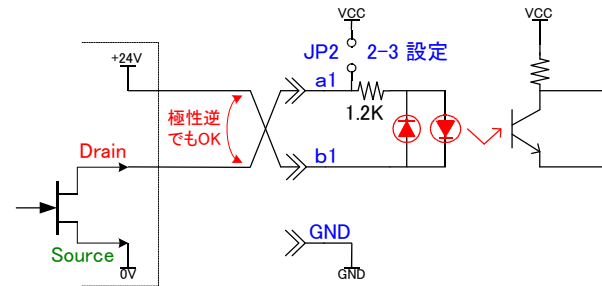 VCC
VCC
JP2 2-3 設定
+24V
a1
1.2K
極性逆
でもOK
Drain
b1
GND
Source
0V
GND